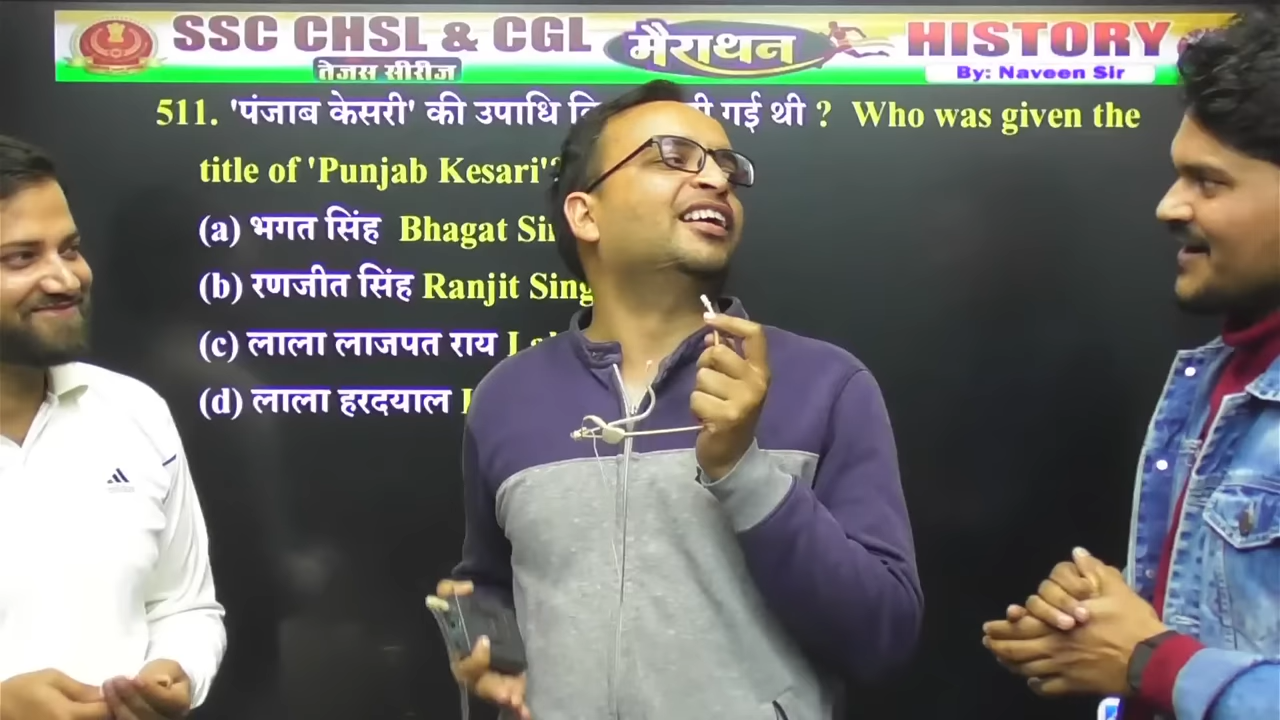 SSC CHSL & CGL मैराथन HISTORY
तेजस सीरीज By: Naveen Sir
511. 'पंजाब केसरी' की उपाधि गई थी ? Who was given the
title of 'Punjab Kesari'?
(a) भगत सिंह Bhagat
(b) रणजीत सिंह Ranjit
(c) लाला लाजपत राय
(d) लाला हरदयाल
adidas